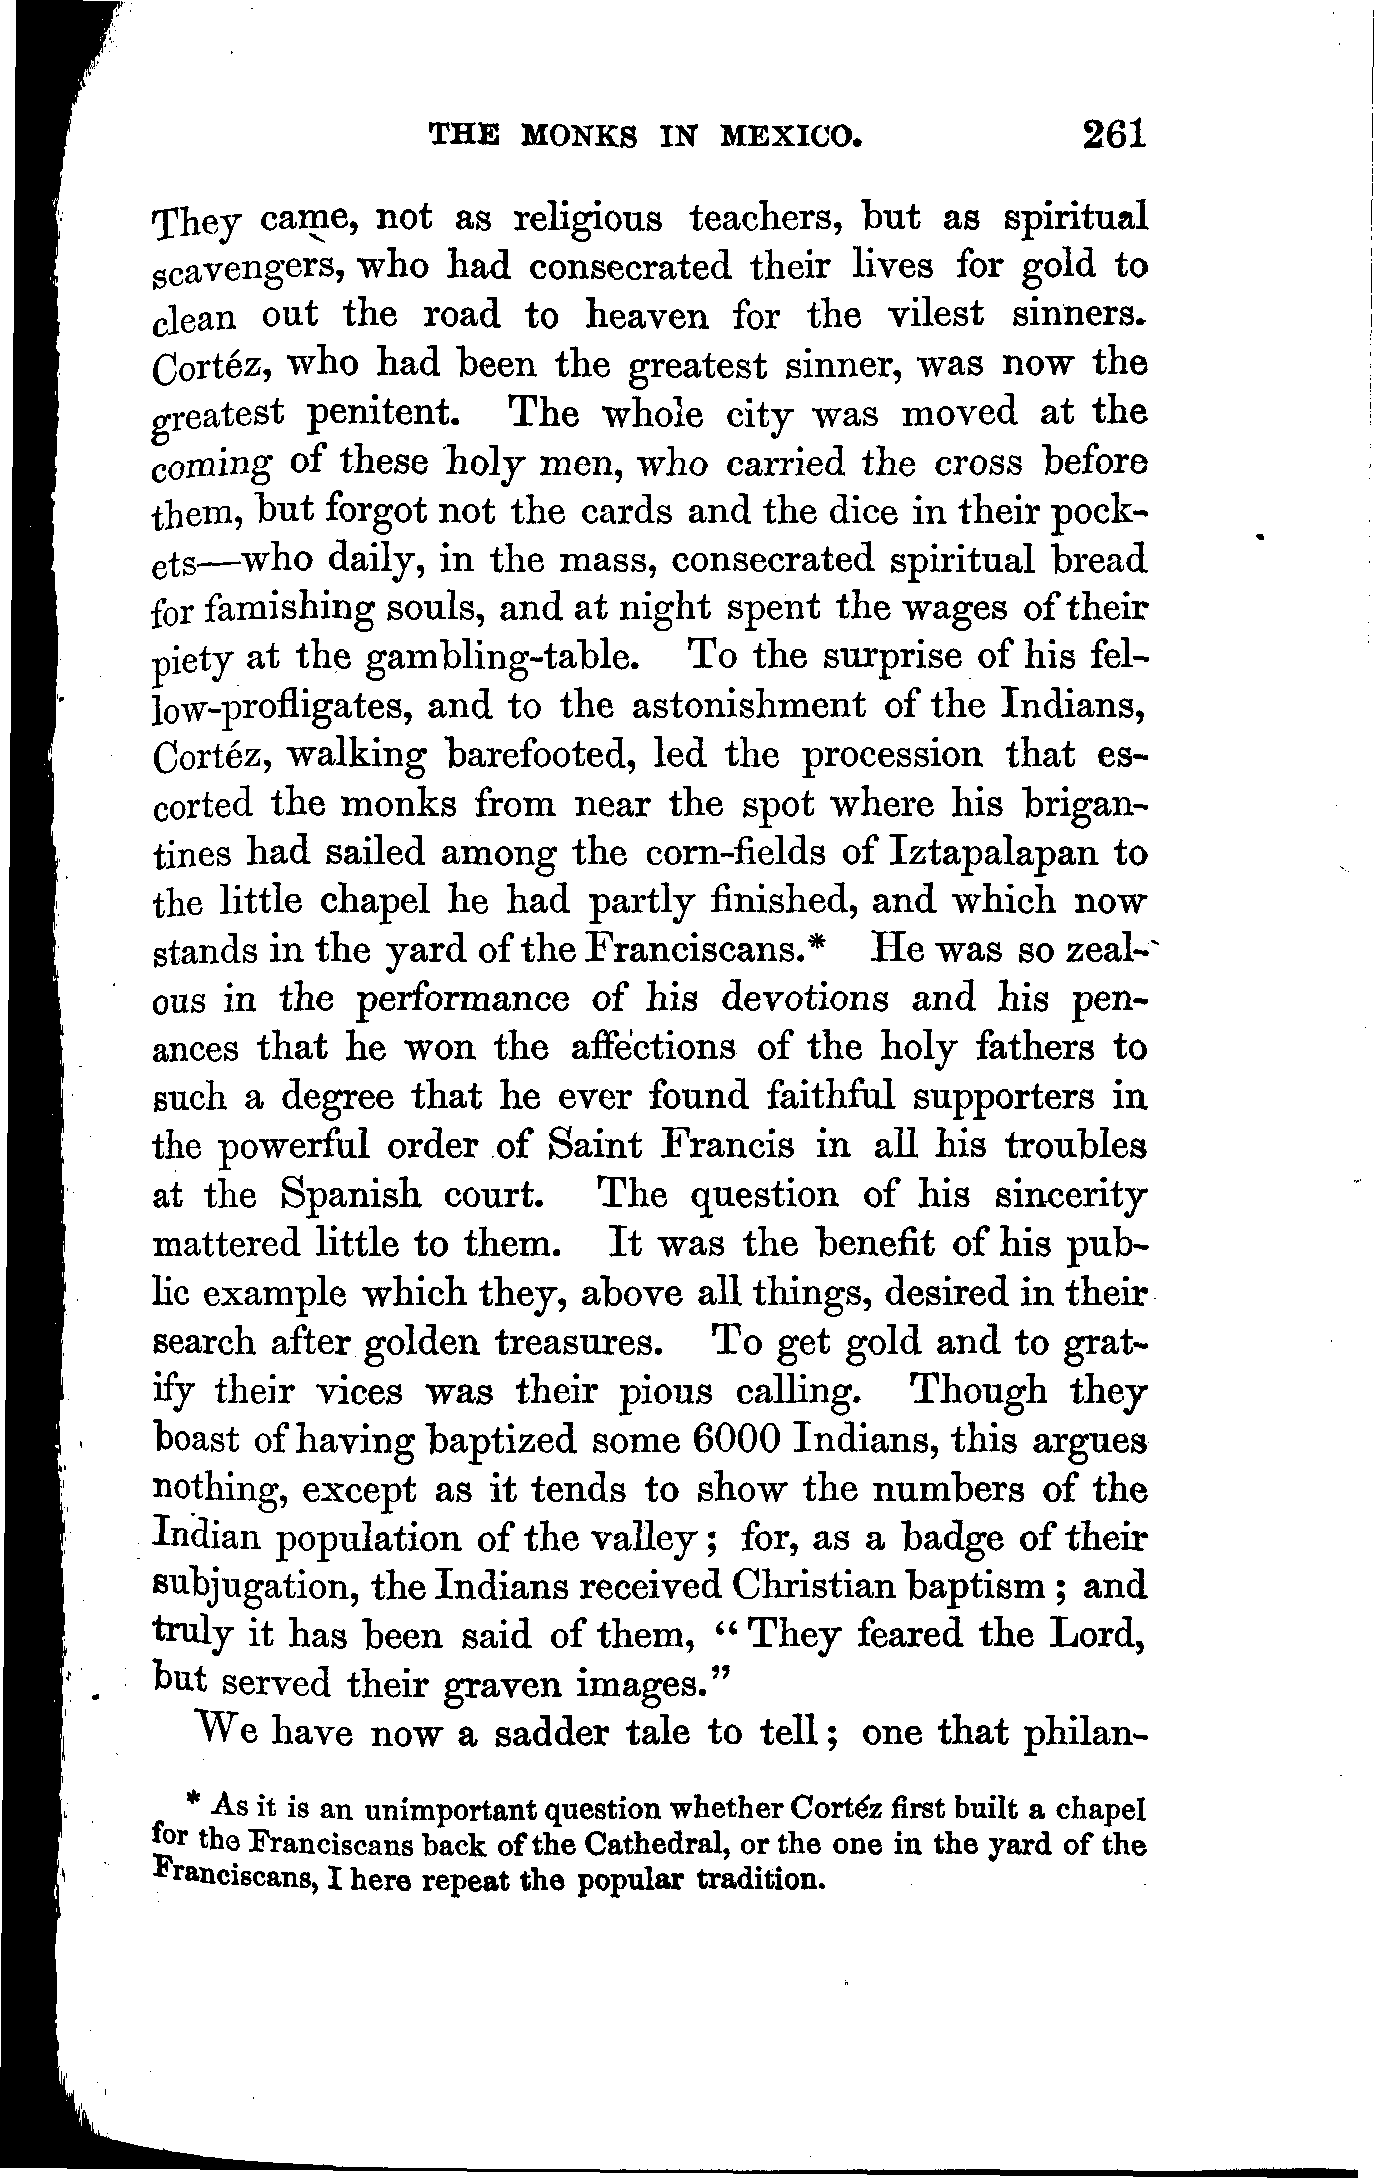 THE MONKS IN MEXICO. 261
They came, not as religious teachers, but as spiritual
scavengers, who had consecrated their lives for gold to
clean out the road to heaven for the vilest sinners.
Cortéz, who had been the greatest sinner, was now the
greatest penitent. The whole city was moved at the
coming of these holy men, who carried the cross before
them, but forgot not the cards and the dice in their pock-
ets—who daily, in the mass, consecrated spiritual bread
for famishing souls, and at night spent the wages of their
piety at the gambling-table. To the surprise of his fel-
low-profligates, and to the astonishment of the Indians,
Cortéz, walking barefooted, led the procession that es-
corted the monks from near the spot where his brigan-
tines had sailed among the corn-fields of Iztapalapan to
the little chapel he had partly finished, and which now
stands in the yard of the Franciscans.* He was so zeal-
ous in the performance of his devotions and his pen-
ances that he won the affections of the holy fathers to
such a degree that he ever found faithful supporters in
the powerful order of Saint Francis in all his troubles
at the Spanish court. The question of his sincerity
mattered little to them. It was the benefit of his pub-
lic example which they, above all things, desired in their
search after golden treasures. To get gold and to grat-
ify their vices was their pious calling. Though they
boast of having baptized some 6000 Indians, this argues
nothing, except as it tends to show the numbers of the
Indian population of the valley; for, as a badge of their
subjugation, the Indians received Christian baptism; and
truly it has been said of them, "They feared the Lord,
but served their graven images."
We have now a sadder tale to tell; one that philan-
* As it is an unimportant question whether Cortéz first built a chapel
for the Franciscans back of the Cathedral, or the one in the yard of the
Franciscans, I here repeat the popular tradition.